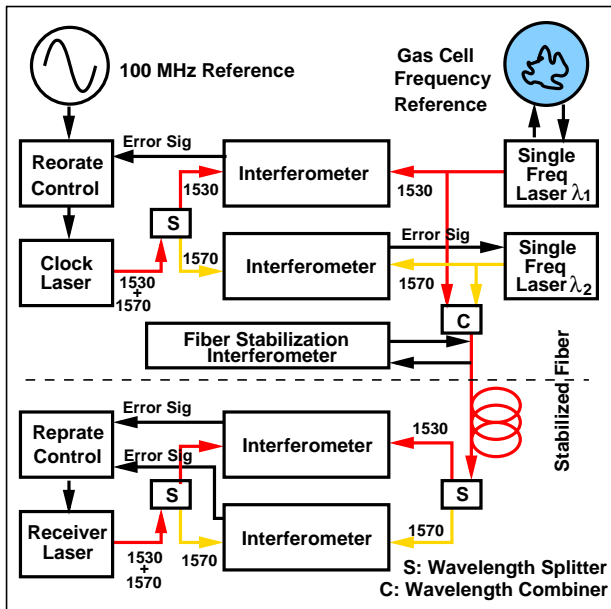 100 MHz Reference
Gas Cell
Frequency
Reference
Reorate
Control
Error Sig
Interferometer
1530
1530
Single
Freq
Laser λ1
S
Clock
Laser
1530
+
1570
1570
Interferometer
Error Sig
1570
Single
Freq
Laser λ2
C
Fiber Stabilization
Interferometer
Stabilized Fiber
Reprate
Control
Error Sig
Error Sig
Interferometer
1530
S
S
Receiver
Laser
1530
+
1570
1570
Interferometer
1570
S: Wavelength Splitter
C: Wavelength Combiner